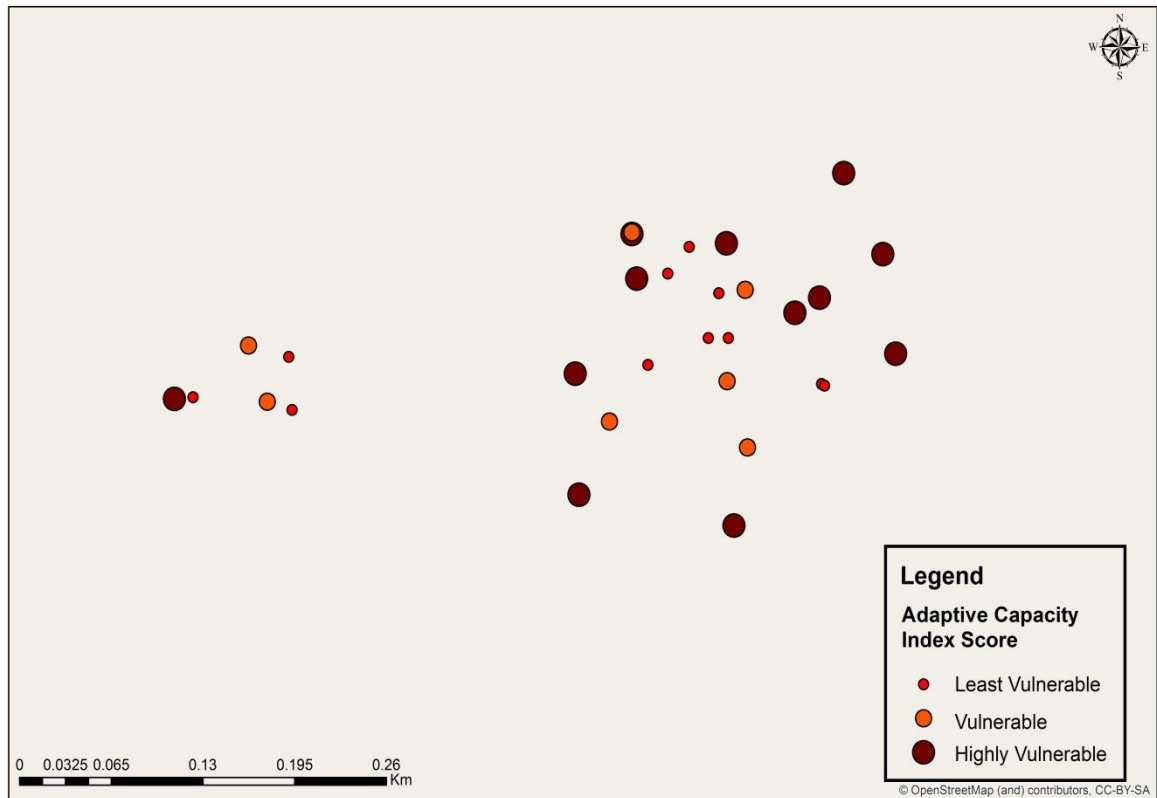 N
W E
S
Legend
Adaptive Capacity
Index Score
Least Vulnerable
Vulnerable
Highly Vulnerable
0 0.0325 0.065 0.13 0.195 0.26
Km
© OpenStreetMap (and) contributors, CC-BY-SA